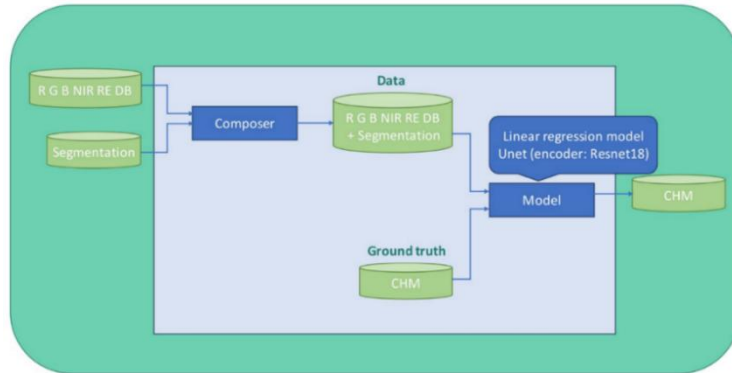 Data
R G B NIR RE DB
Composer
R G B NIR RE DB
+ Segmentation
Segmentation
Linear regression model
Unet (encoder: Resnet18)
Model
CHM
Ground truth
CHM